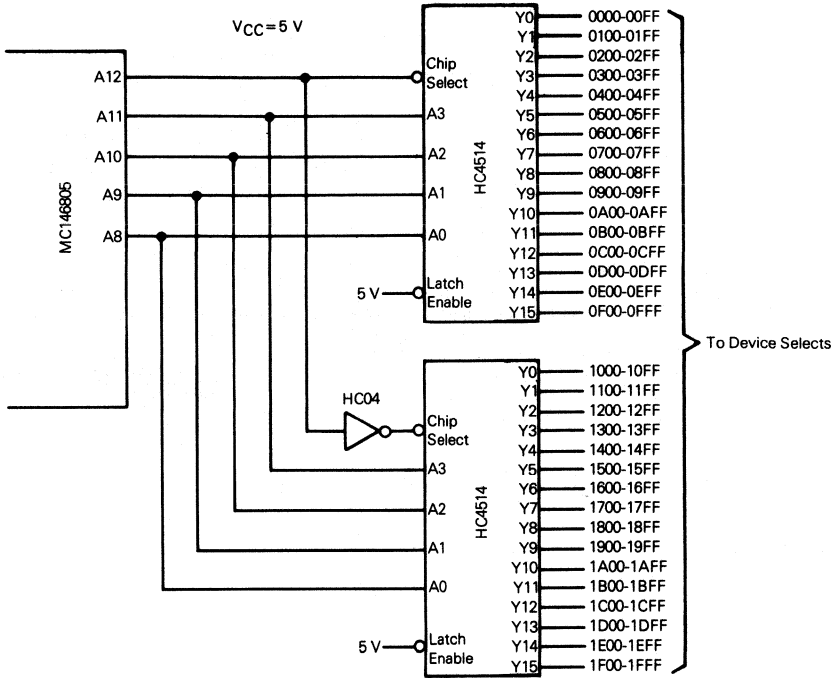 VCC=5 V
MC146805
A12
A11
A10
A9
A8
Chip
Select
A3
A2
A1
A0
5 V
Latch
Enable
HC4514
Y0 0000-00FF
Y1 0100-01FF
Y2 0200-02FF
Y3 0300-03FF
Y4 0400-04FF
Y5 0500-05FF
Y6 0600-06FF
Y7 0700-07FF
Y8 0800-08FF
Y9 0900-09FF
Y10 0A00-0AFF
Y11 0B00-0BFF
Y12 0C00-0CFF
Y13 0D00-0DFF
Y14 0E00-0EFF
Y15 0F00-0FFF
To Device Selects
HC04
Chip
Select
A3
A2
A1
A0
5 V
Latch
Enable
HC4514
Y0 1000-10FF
Y1 1100-11FF
Y2 1200-12FF
Y3 1300-13FF
Y4 1400-14FF
Y5 1500-15FF
Y6 1600-16FF
Y7 1700-17FF
Y8 1800-18FF
Y9 1900-19FF
Y10 1A00-1AFF
Y11 1B00-1BFF
Y12 1C00-1CFF
Y13 1D00-1DFF
Y14 1E00-1EFF
Y15 1F00-1FFF